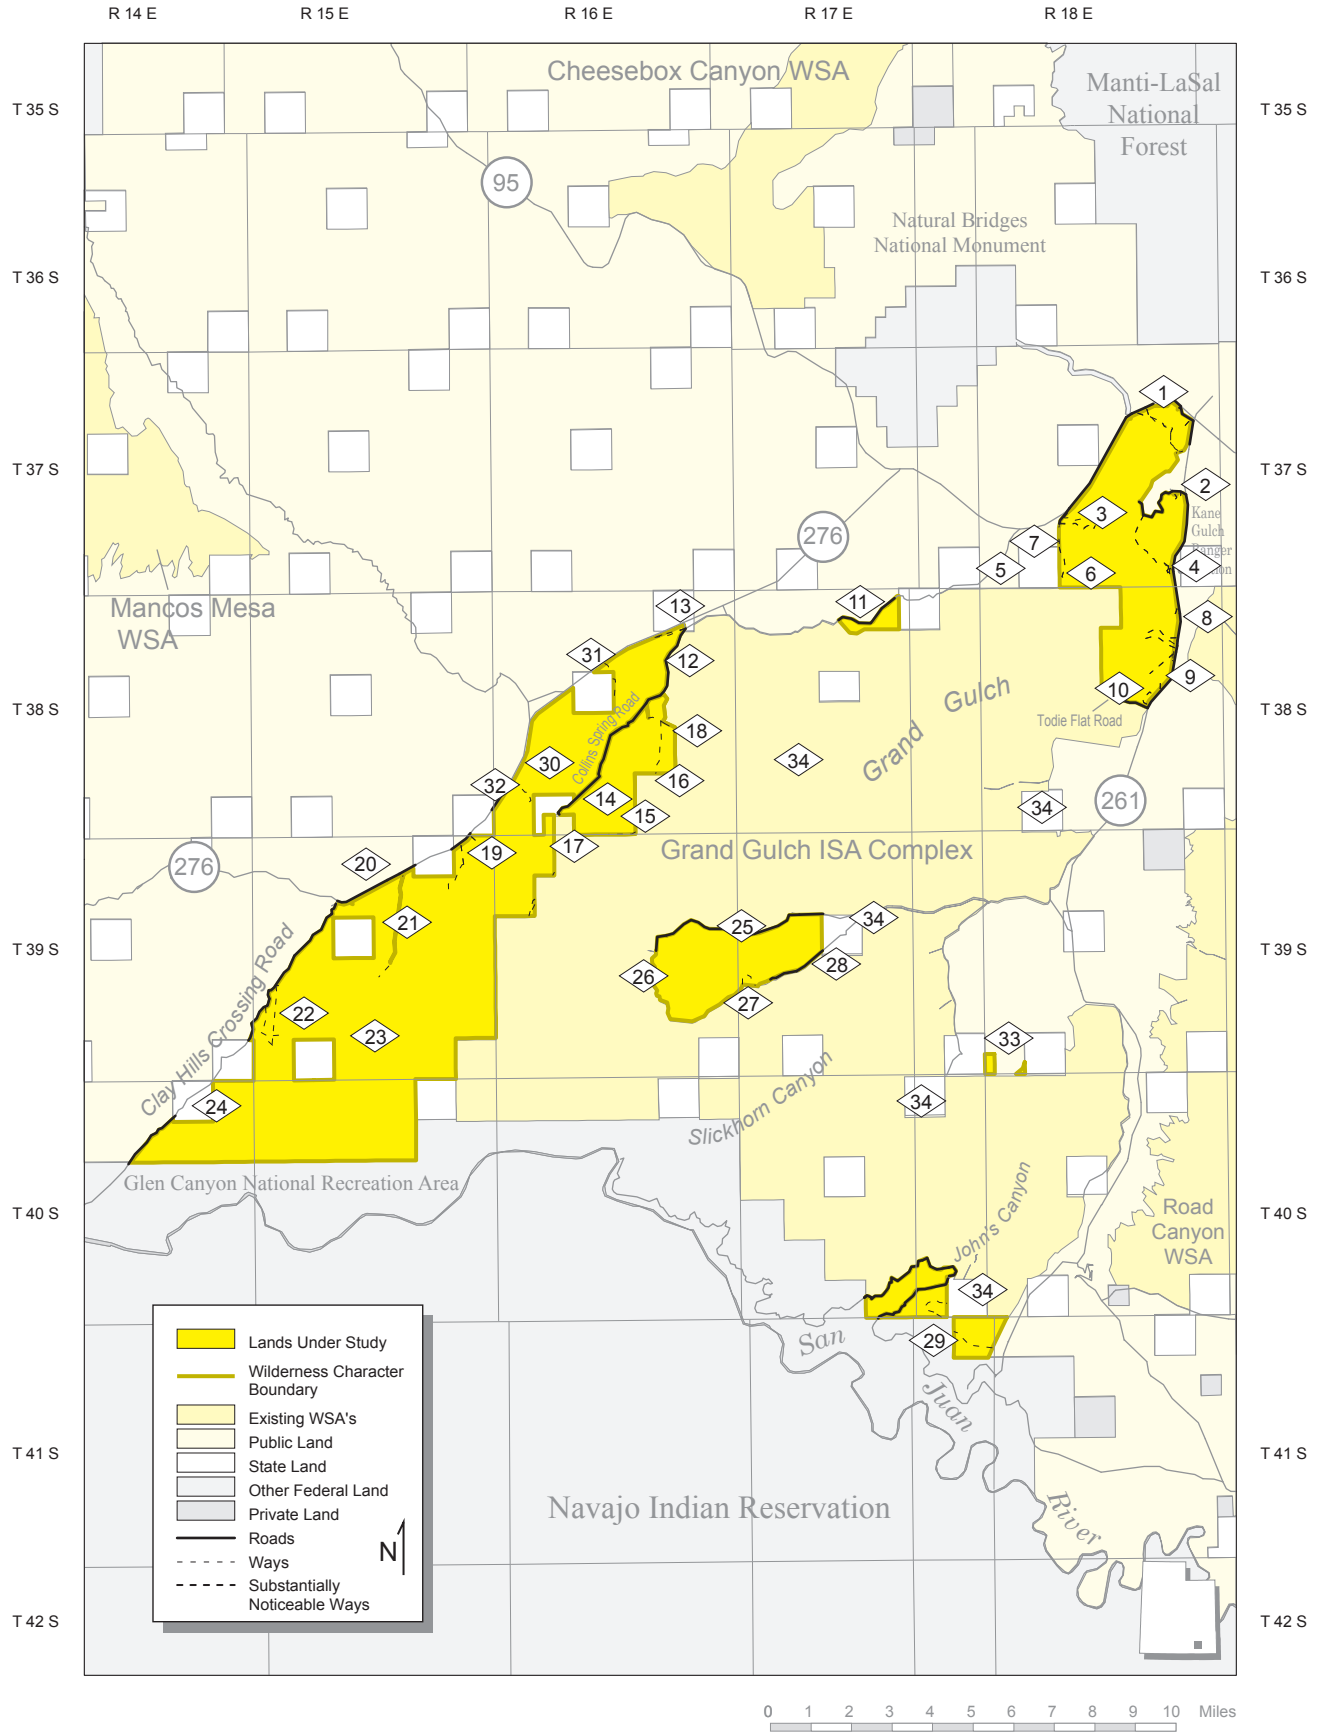 R 14 E
R 15 E
R 16 E
R 17 E
R 18 E
Cheesebox Canyon WSA
Manti-LaSal
National
Forest
T 35 S
T 35 S
95
Natural Bridges
National Monument
T 36 S
T 36 S
1
T 37 S
T 37 S
2
3
Kane
Gulch
Ranger
276
7
5
6
4
Mancos Mesa
WSA
13
11
8
31
12
9
10
Gulch
T 38 S
T 38 S
Todie Flat Road
Collins Spring Road
18
34
Grand
30
32
16
14
15
34
261
17
19
Grand Gulch ISA Complex
20
276
21
25
34
T 39 S
T 39 S
Clay Hills Crossing Road
26
28
27
22
23
33
24
Slickhorn Canyon
34
Glen Canyon National Recreation Area
John's Canyon
T 40 S
T 40 S
Road
Canyon
WSA
34
San
29
Juan
Lands Under Study
Wilderness Character
Boundary
Existing WSA's
Public Land
State Land
Other Federal Land
Private Land
Roads
Ways
Substantially
Noticeable Ways
N
T 41 S
T 41 S
Navajo Indian Reservation
River
T 42 S
T 42 S
0 1 2 3 4 5 6 7 8 9 10 Miles